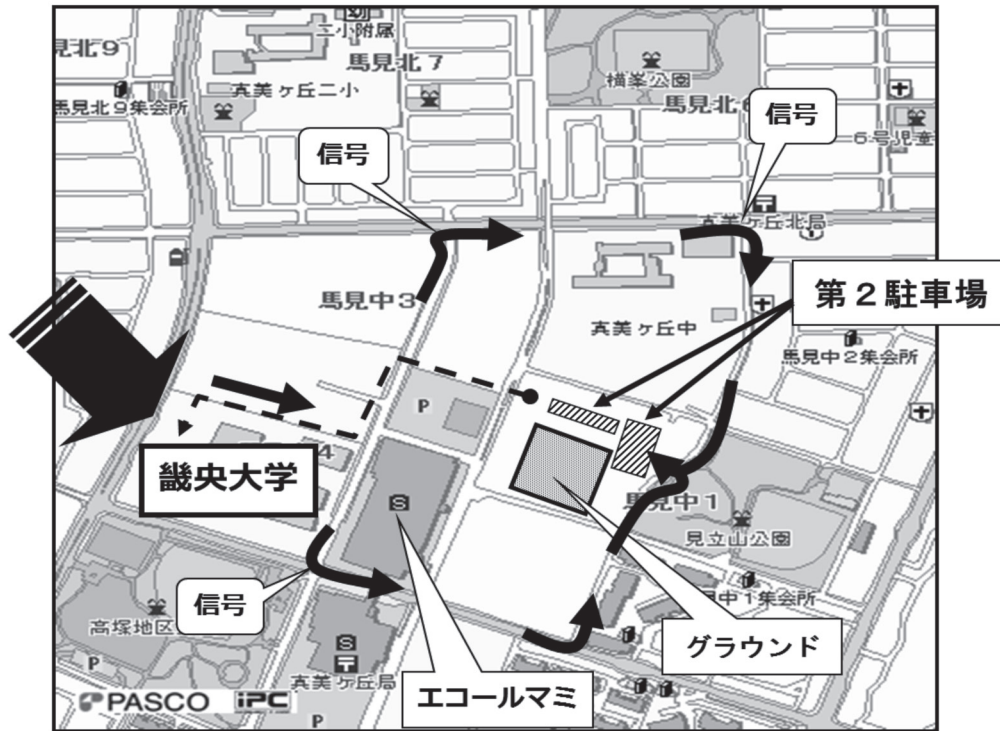 二小附属
見北9
馬見北7
横峯公園
真美ヶ丘二小
馬見北9集会所
馬見北6
信号
6号児童
信号
真美ヶ丘北局
馬見中3
第2駐車場
真美ヶ丘中
馬見中2集会所
P
4
畿央大学
S
馬見中1
見立山公園
信号
見中1集会所
高塚地区
グラウンド
S
P
真美ヶ丘局
エコールマミ
PASCO iPC
P